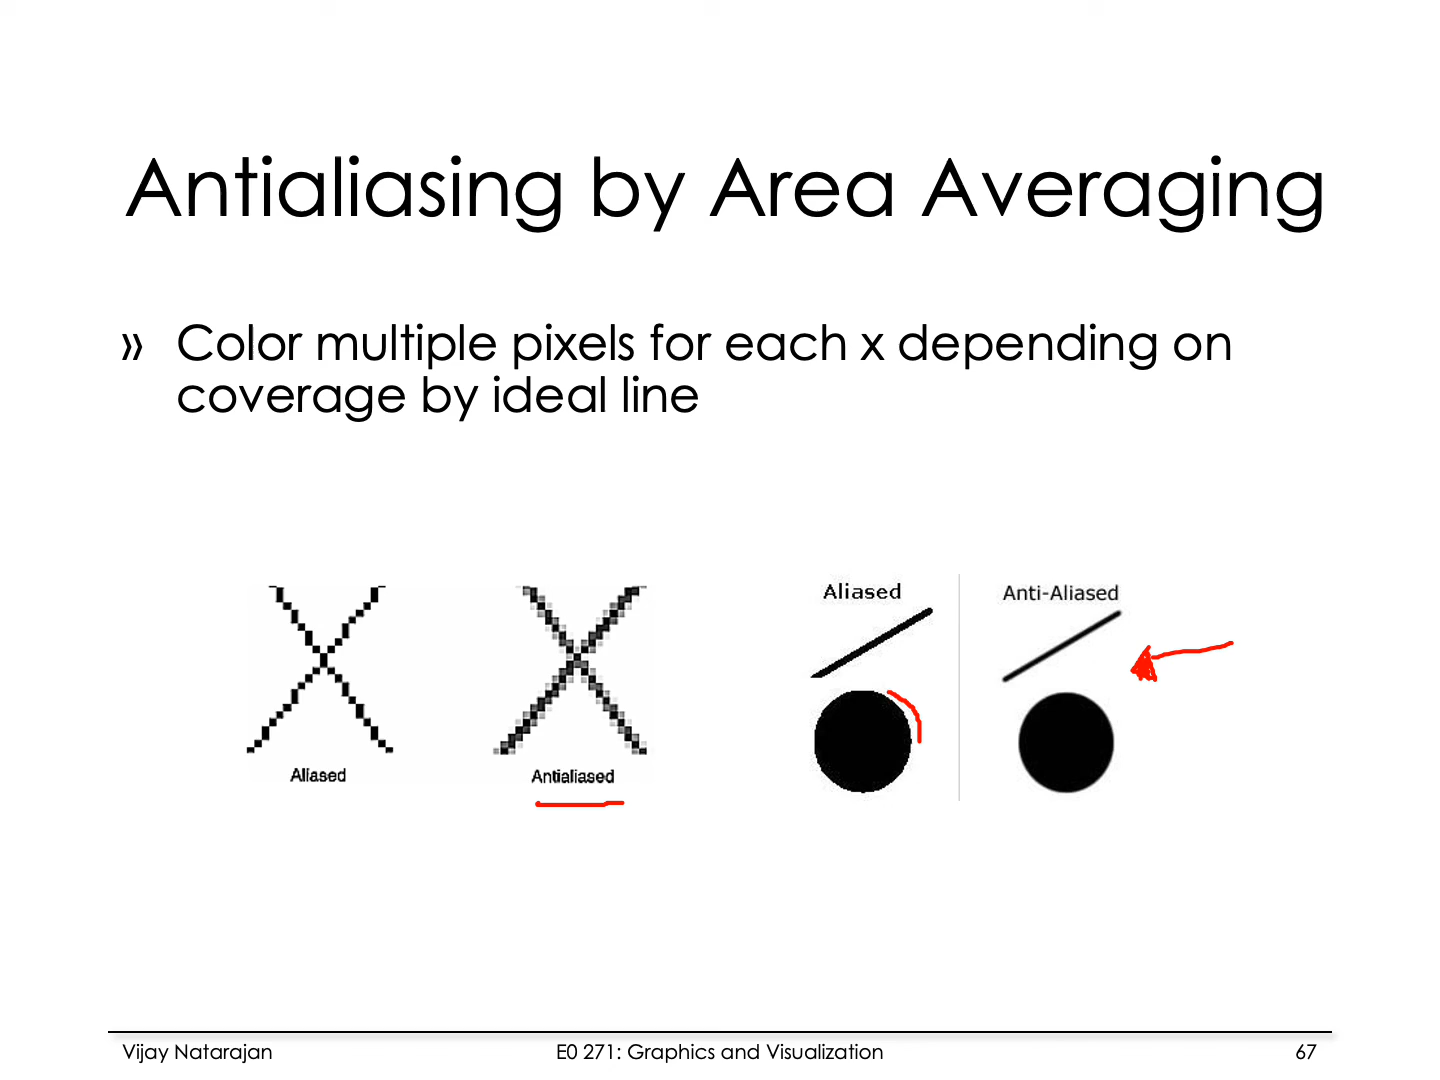 Antialiasing by Area Averaging
» Color multiple pixels for each x depending on
coverage by ideal line
Aliased
Antialiased
Aliased
Anti-Aliased
Vijay Natarajan
E0 271: Graphics and Visualization
67